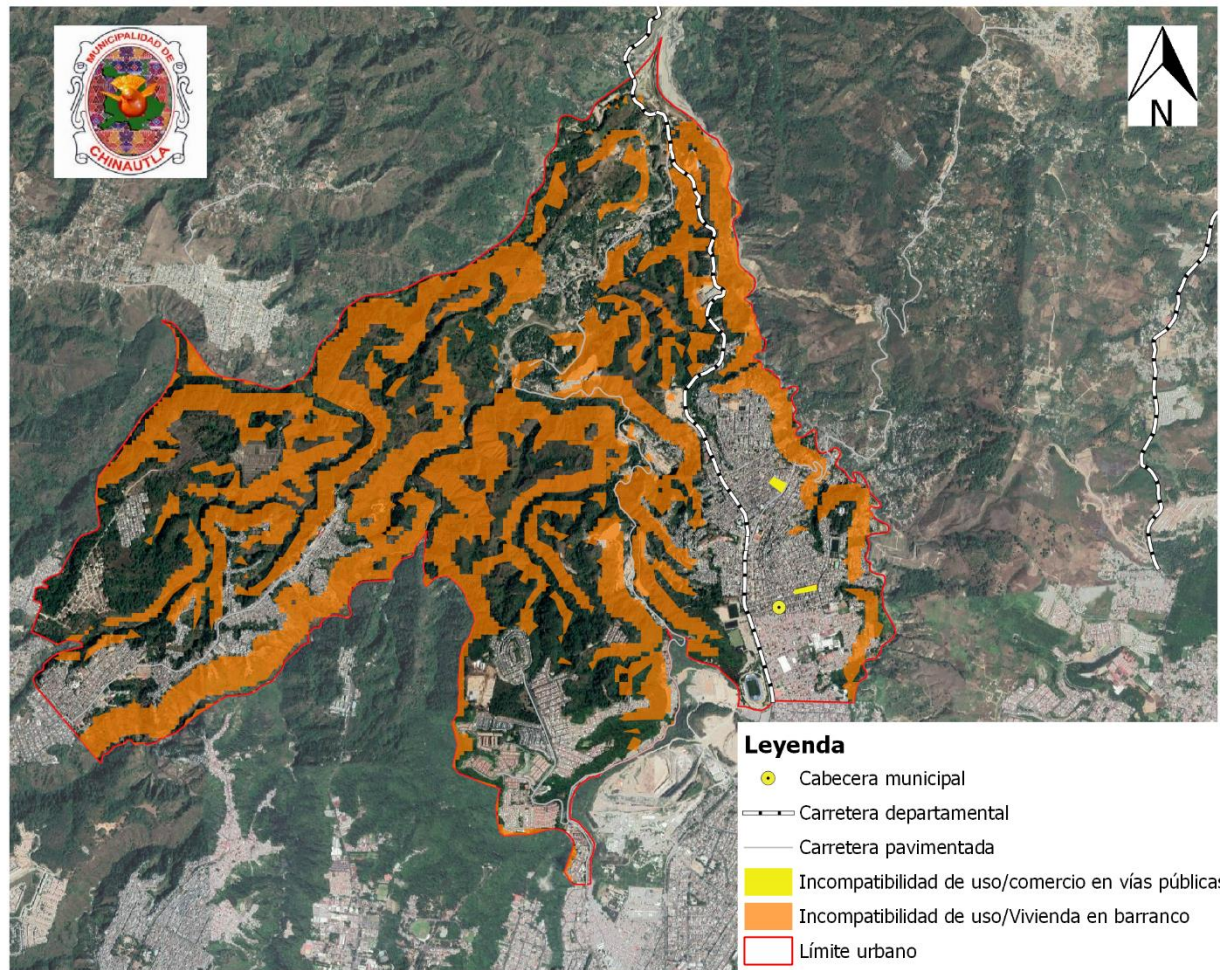 MUNICIPALIDAD DE
CHINAUTLA
N
Leyenda
Cabecera municipal
Carretera departamental
Carretera pavimentada
Incompatibilidad de uso/comercio en vías públicas
Incompatibilidad de uso/Vivienda en barranco
Límite urbano